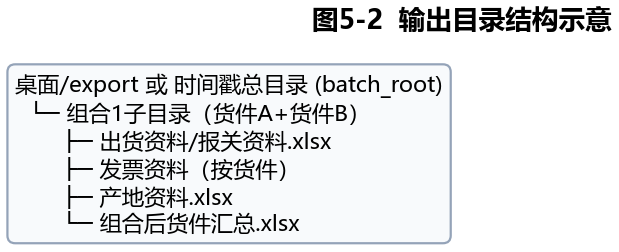 图5-2 输出目录结构示意
桌面/export 或 时间戳总目录 (batch_root)
└─ 组合1子目录（货件A+货件B）
├─ 出货资料/报关资料.xlsx
├─ 发票资料（按货件）
├─ 产地资料.xlsx
└─ 组合后货件汇总.xlsx